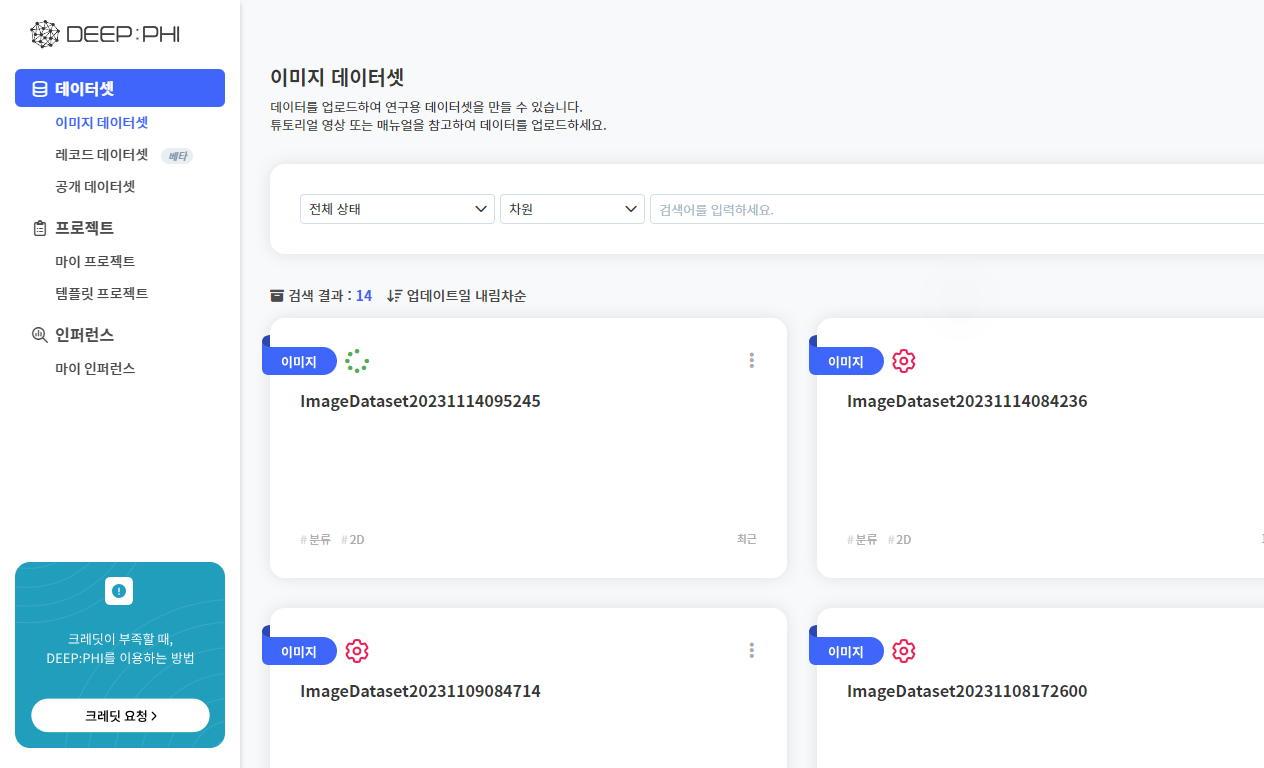 DEEP:PHI
데이터셋
이미지 데이터셋
레코드 데이터셋 베타
공개 데이터셋
프로젝트
마이 프로젝트
템플릿 프로젝트
인퍼런스
마이 인퍼런스
크레딧이 부족할 때,
DEEP:PHI를 이용하는 방법
크레딧 요청
이미지 데이터셋
데이터를 업로드하여 연구용 데이터셋을 만들 수 있습니다.
튜토리얼 영상 또는 매뉴얼을 참고하여 데이터를 업로드하세요.
전체 상태 차원 검색어를 입력하세요.
검색 결과 : 14 업데이트일 내림차순
이미지
ImageDataset20231114095245
#분류 #2D 최근
이미지
ImageDataset20231114084236
#분류 #2D
이미지
ImageDataset20231109084714
이미지
ImageDataset20231108172600